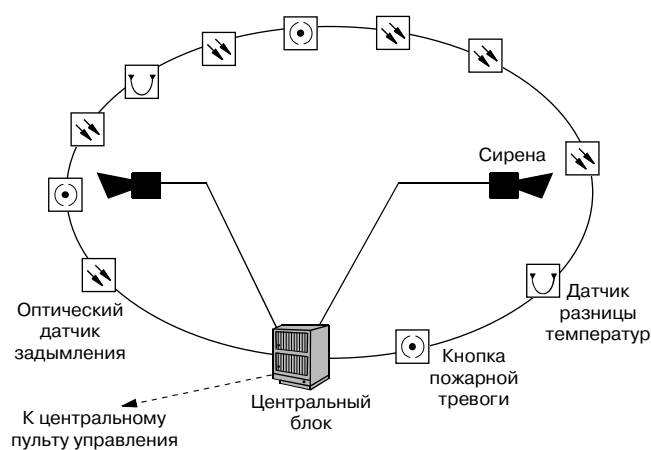 Сирена
Оптический
датчик
задымления
Датчик
разницы
температур
Кнопка
пожарной
тревоги
Центральный
блок
К центральному
пульту управления